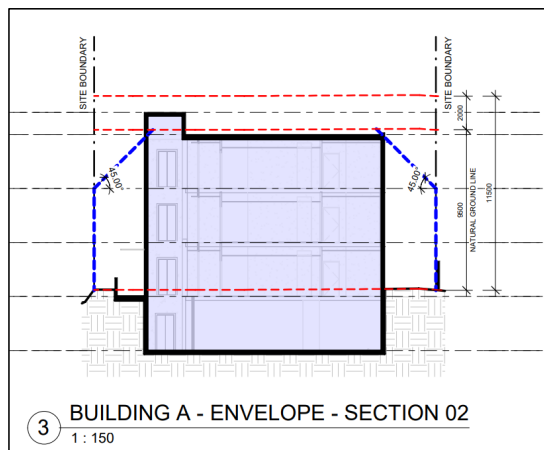 SITE BOUNDARY
SITE BOUNDARY
2000
45.00°
45.00°
9500
NATURAL GROUND LINE
11500
3
BUILDING A - ENVELOPE - SECTION 02
1 : 150